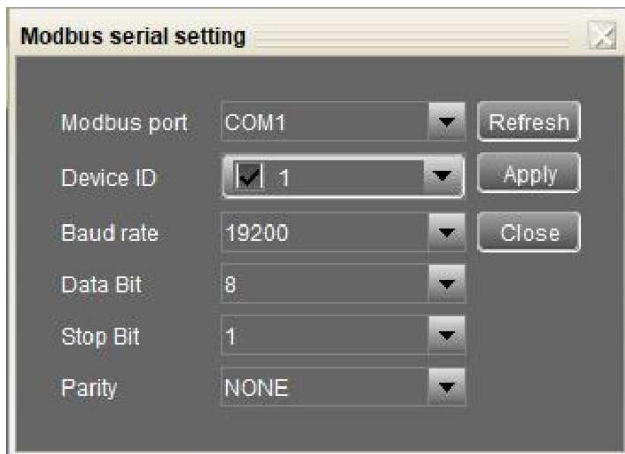 Modbus serial setting
Modbus port COM1 Refresh
Device ID 1 Apply
Baud rate 19200 Close
Data Bit 8
Stop Bit 1
Parity NONE